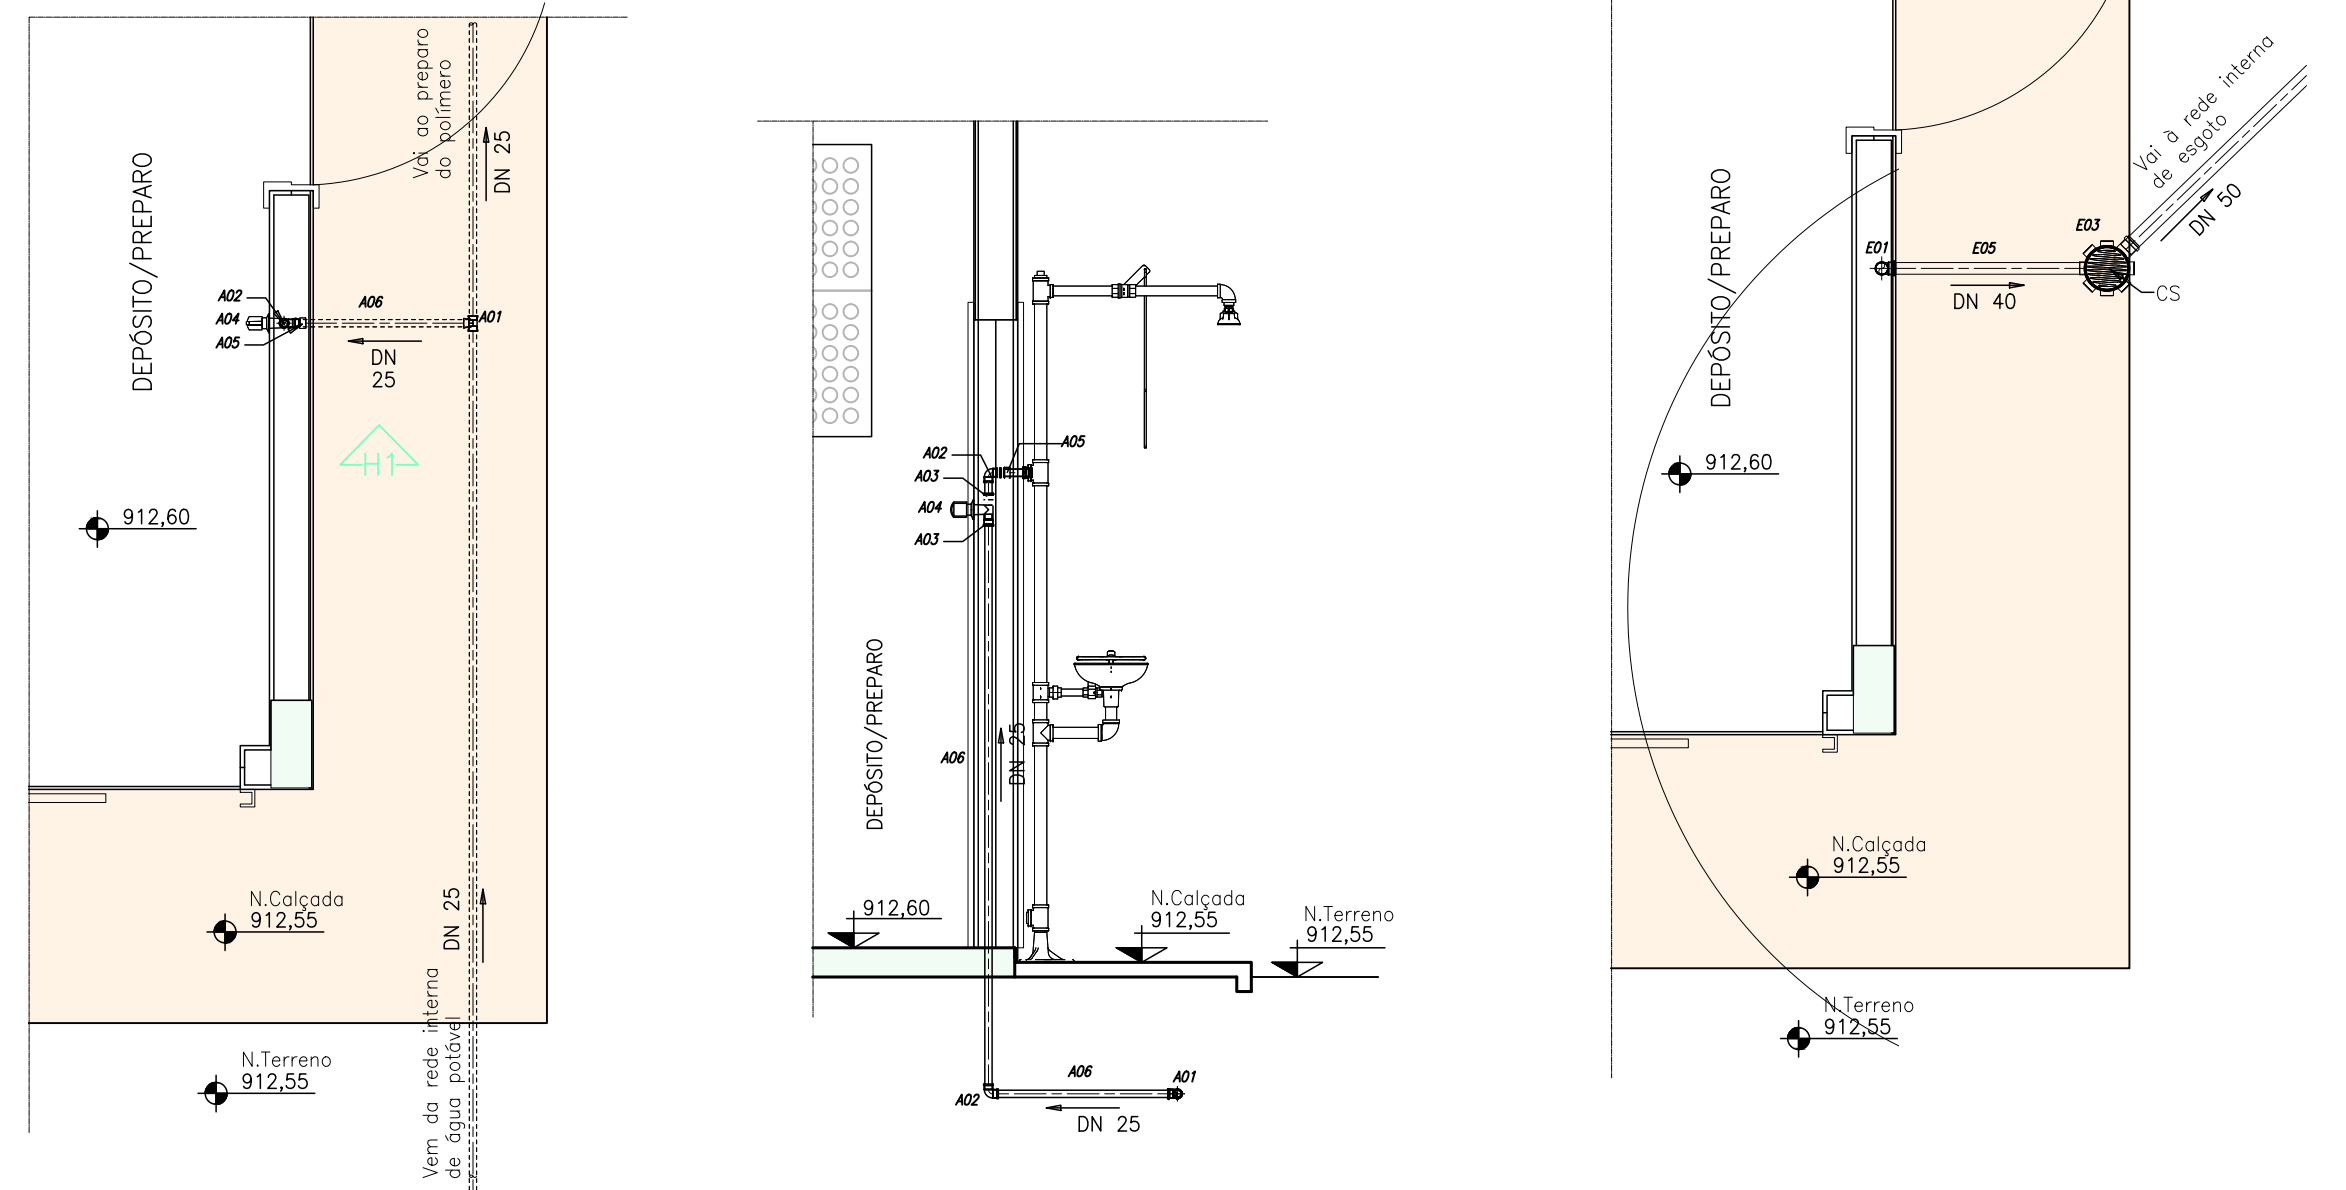 Vai ao preparo
do polímero
DN 25
DEPÓSITO/PREPARO
A02
A06
A04
A01
A05
DN
25
H1
912,60
N.Calçada
912,55
DN 25
N.Terreno
912,55
Vem da rede interna
de água potável
A02
A05
A03
A04
A03
DEPÓSITO/PREPARO
DN 25
A06
912,60
N.Calçada
912,55
N.Terreno
912,55
A06
A01
A02
DN 25
Vai à rede interna
de esgoto
DN 50
DEPÓSITO/PREPARO
E03
E01
E05
CS
DN 40
912,60
N.Calçada
912,55
N.Terreno
912,55